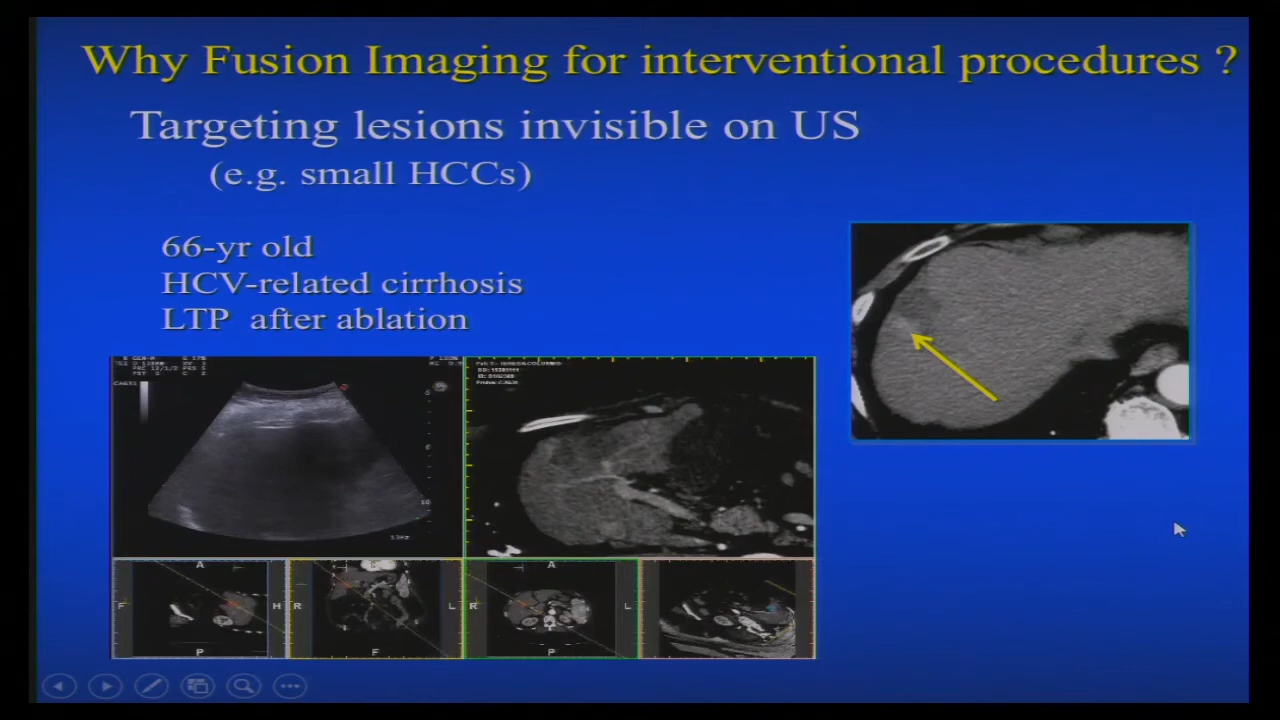 Why Fusion Imaging for interventional procedures ?
Targeting lesions invisible on US
(e.g. small HCCs)
66-yr old
HCV-related cirrhosis
LTP after ablation
A
F
H
P
R
L
F
A
R
L
P